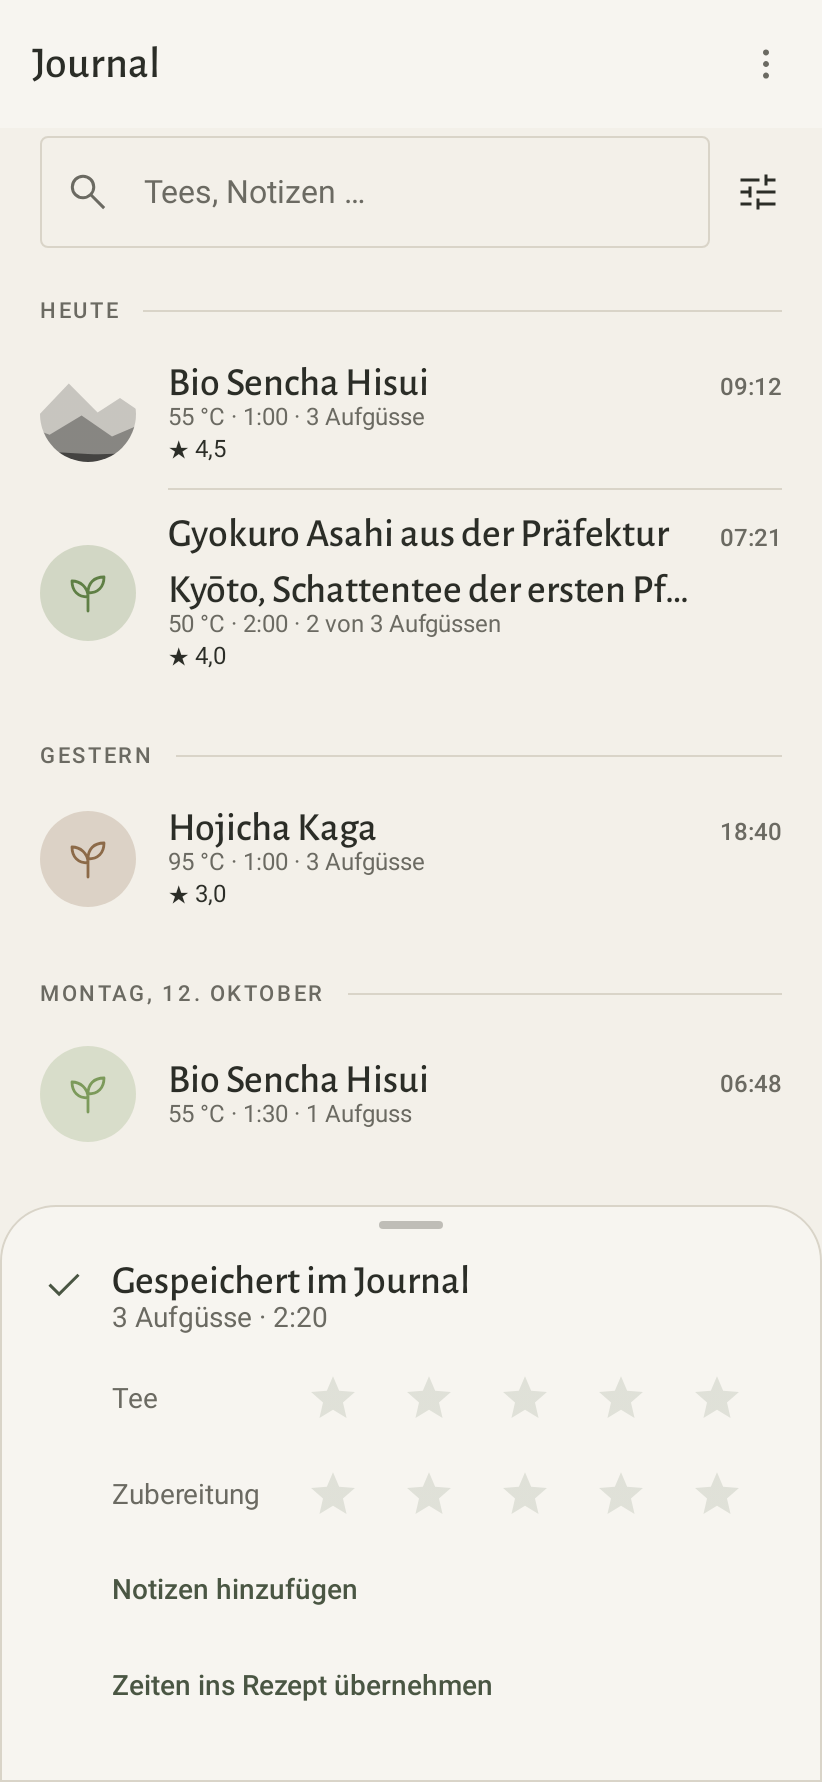 Journal
Tees, Notizen …
HEUTE
Bio Sencha Hisui
09:12
55 °C · 1:00 · 3 Aufgüsse
★ 4,5
Gyokuro Asahi aus der Präfektur
07:21
Kyōto, Schattentee der ersten Pf…
50 °C · 2:00 · 2 von 3 Aufgüssen
★ 4,0
GESTERN
Hojicha Kaga
18:40
95 °C · 1:00 · 3 Aufgüsse
★ 3,0
MONTAG, 12. OKTOBER
Bio Sencha Hisui
06:48
55 °C · 1:30 · 1 Aufguss
Gespeichert im Journal
3 Aufgüsse · 2:20
Tee
Zubereitung
Notizen hinzufügen
Zeiten ins Rezept übernehmen